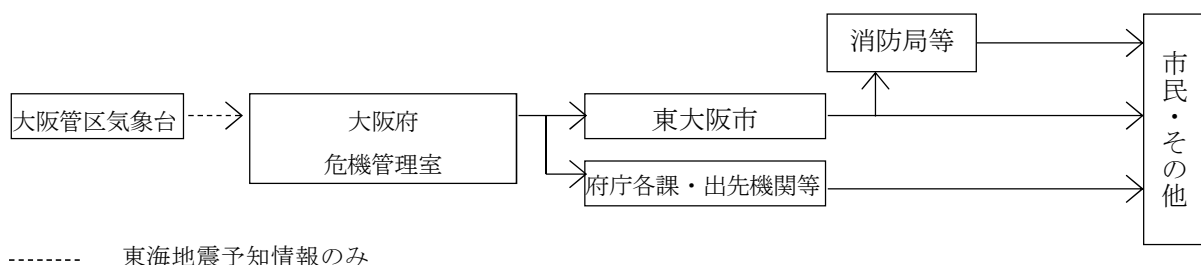 大阪管区気象台
大阪府
危機管理室
東大阪市
府庁各課・出先機関等
消防局等
市民・その他
東海地震予知情報のみ